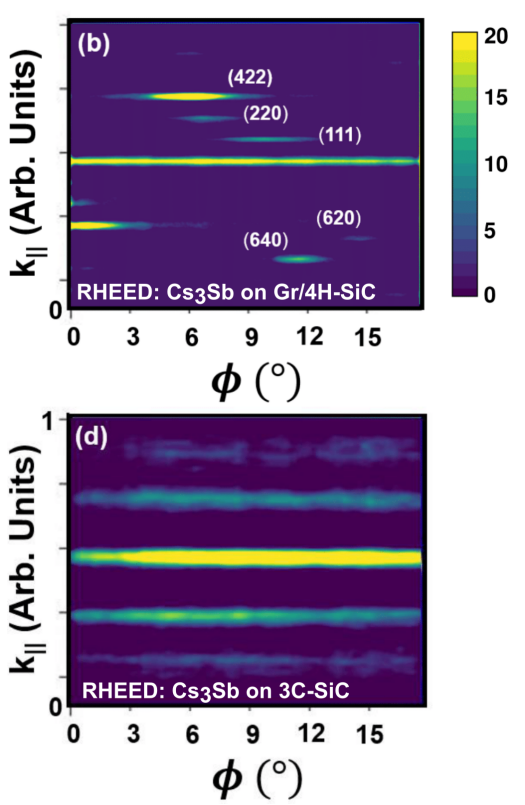 (b)
k|| (Arb. Units)
(422)
(220)
(111)
(620)
(640)
RHEED: Cs3Sb on Gr/4H-SiC
0
0 3 6 9 12 15
ϕ (°)
20
15
10
5
0
1
(d)
k|| (Arb. Units)
RHEED: Cs3Sb on 3C-SiC
0
0 3 6 9 12 15
ϕ (°)